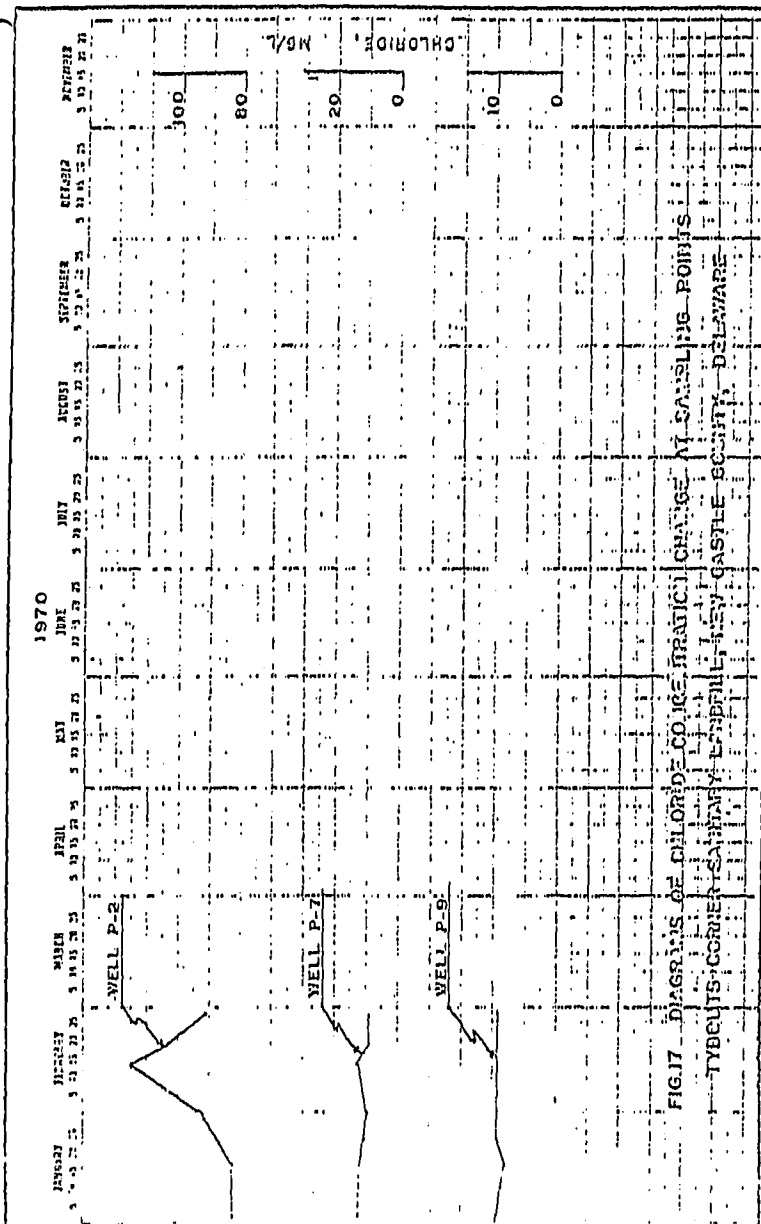 1970
JANUARY FEBRUARY MARCH APRIL MAY JUNE JULY AUGUST SEPTEMBER OCTOBER NOVEMBER
CHLORIDE, MG/L
100
80
20
0
10
0
WELL P-2
WELL P-7
WELL P-9
FIG.17 DIAGRAMS OF CHLORIDE CONCENTRATION CHANGE AT SAMPLING POINTS
TYBOUTS CORNER SANITARY LANDFILL, NEW CASTLE COUNTY, DELAWARE